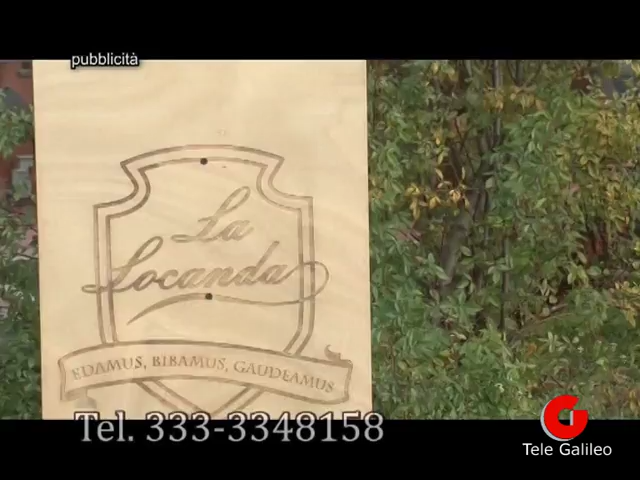 pubblicità
La
Locanda
EDAMUS, BIBAMUS, GAUDEAMUS
Tel. 333-3348158
Tele Galileo